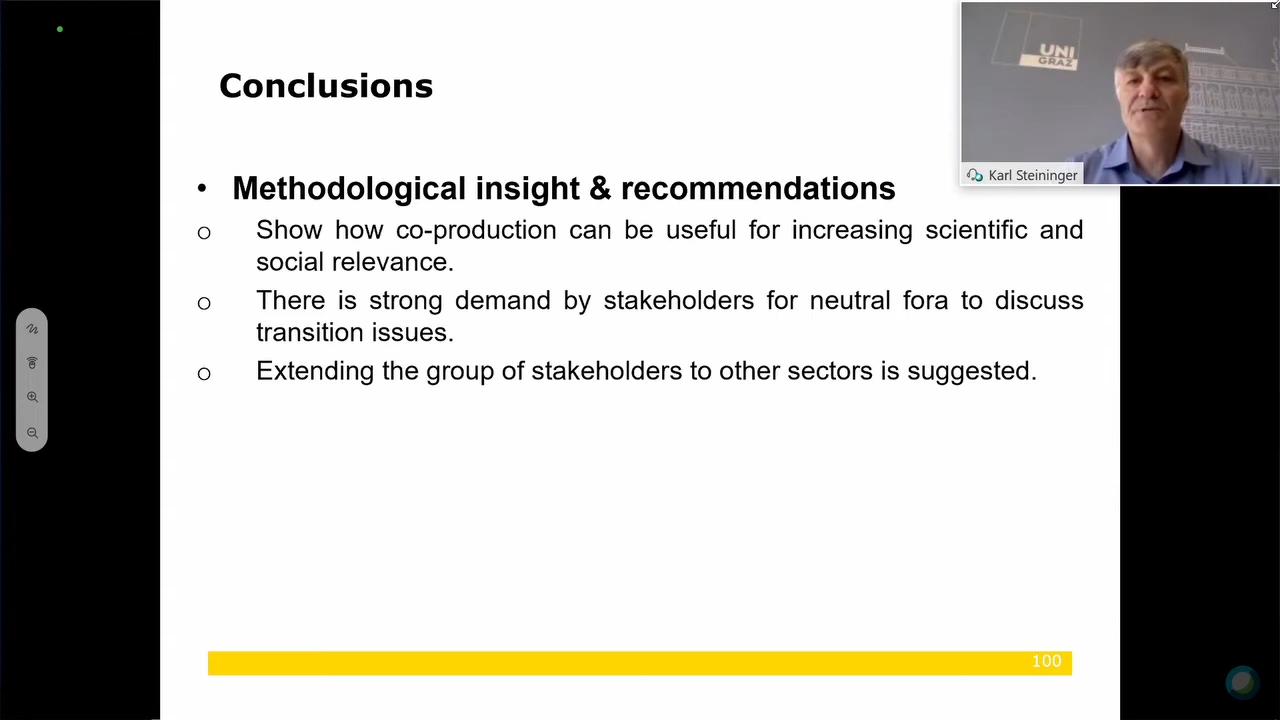 Conclusions
UNI
GRAZ
Karl Steininger
• Methodological insight & recommendations
o Show how co-production can be useful for increasing scientific and
social relevance.
o There is strong demand by stakeholders for neutral fora to discuss
transition issues.
o Extending the group of stakeholders to other sectors is suggested.
100